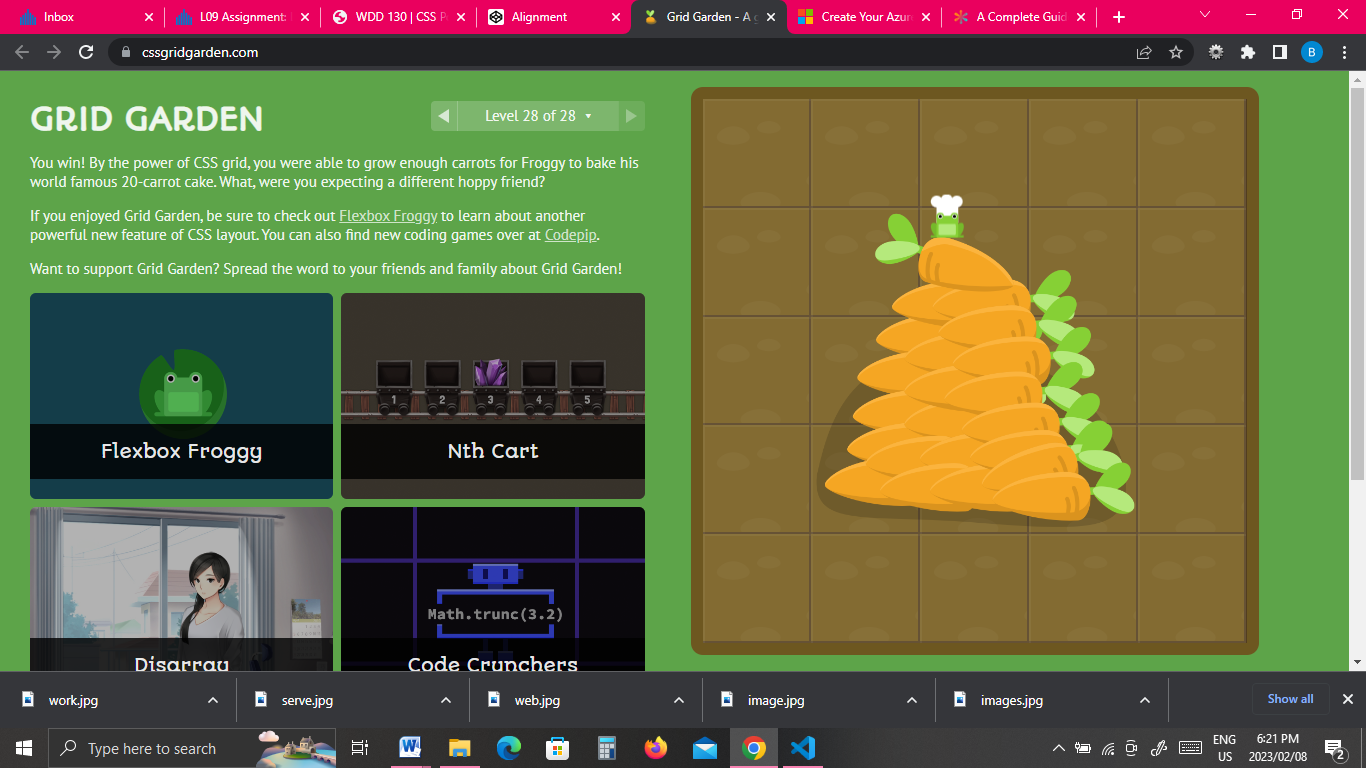 Inbox
L09 Assignment:
WDD 130 | CSS P
Alignment
Grid Garden - A g
Create Your Azur
A Complete Guid
cssgridgarden.com
B
GRID GARDEN
Level 28 of 28
You win! By the power of CSS grid, you were able to grow enough carrots for Froggy to bake his
world famous 20-carrot cake. What, were you expecting a different hoppy friend?
If you enjoyed Grid Garden, be sure to check out Flexbox Froggy to learn about another
powerful new feature of CSS layout. You can also find new coding games over at Codepip.
Want to support Grid Garden? Spread the word to your friends and family about Grid Garden!
1 2 3 4 5
Flexbox Froggy
Nth Cart
Math.trunc(3.2)
Disarray
Code Crunchers
work.jpg
serve.jpg
web.jpg
image.jpg
images.jpg
Show all
Type here to search
ENG
US
6:21 PM
2023/02/08
2